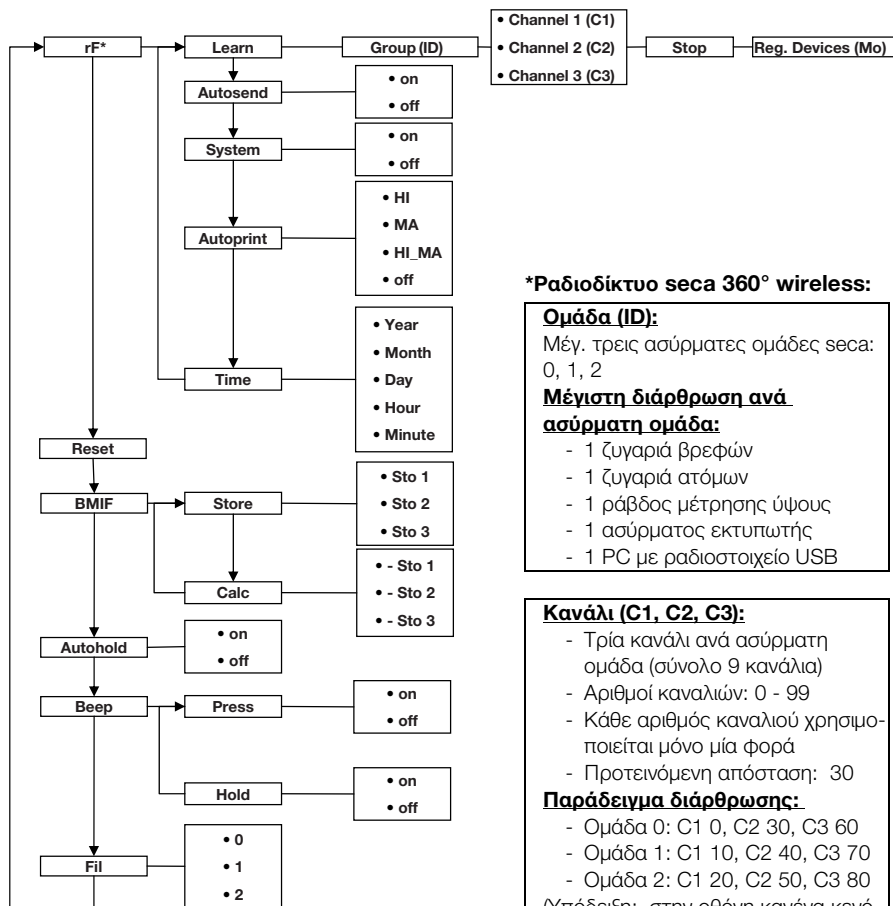 rF*
Learn
Group (ID)
• Channel 1 (C1)
• Channel 2 (C2)
• Channel 3 (C3)
Stop
Reg. Devices (Mo)
Autosend
• on
• off
System
• on
• off
Autoprint
• HI
• MA
• HI_MA
• off
Time
• Year
• Month
• Day
• Hour
• Minute
Reset
BMIF
Store
• Sto 1
• Sto 2
• Sto 3
Calc
• - Sto 1
• - Sto 2
• - Sto 3
Autohold
• on
• off
Beep
Press
• on
• off
Hold
• on
• off
Fil
• 0
• 1
• 2
*Ραδιοδίκτυο seca 360° wireless:
Ομάδα (ID):
Μέγ. τρεις ασύρματες ομάδες seca:
0, 1, 2
Μέγιστη διάρθρωση ανά
ασύρματη ομάδα:
- 1 ζυγαριά βρεφών
- 1 ζυγαριά ατόμων
- 1 ράβδος μέτρησης ύψους
- 1 ασύρματος εκτυπωτής
- 1 PC με ραδιοστοιχείο USB
Κανάλι (C1, C2, C3):
- Τρία κανάλι ανά ασύρματη
ομάδα (σύνολο 9 κανάλια)
- Αριθμοί καναλιών: 0 - 99
- Κάθε αριθμός καναλιού χρησιμο-
ποιείται μόνο μία φορά
- Προτεινόμενη απόσταση: 30
Παράδειγμα διάρθρωσης:
- Ομάδα 0: C1 0, C2 30, C3 60
- Ομάδα 1: C1 10, C2 40, C3 70
- Ομάδα 2: C1 20, C2 50, C3 80
(Υπόδειξη: στην οθόνη κανένα κενό